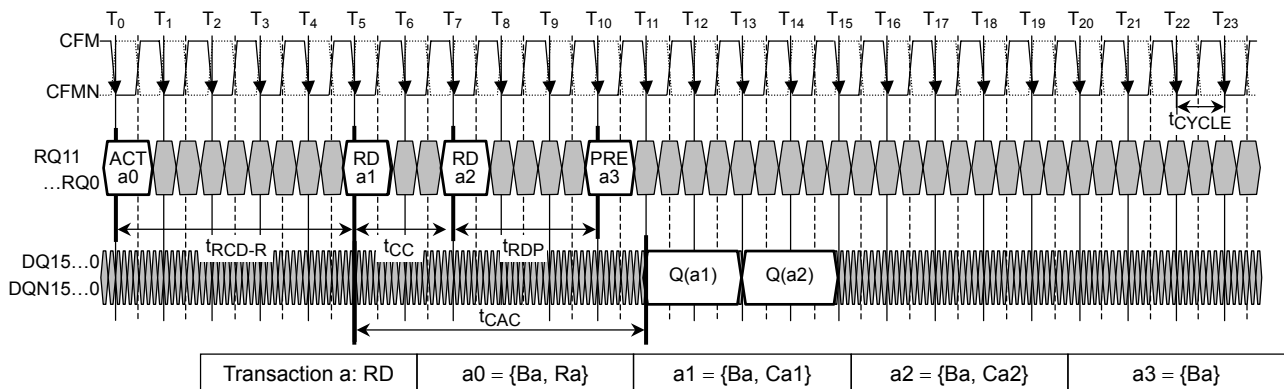 T0 T1 T2 T3 T4 T5 T6 T7 T8 T9 T10 T11 T12 T13 T14 T15 T16 T17 T18 T19 T20 T21 T22 T23
CFM
CFMN
tCYCLE
RQ11
...RQ0
ACT a0
RD a1
RD a2
PRE a3
tRCD-R
tCC
tRDP
DQ15...0
DQN15...0
Q(a1)
Q(a2)
tCAC
Transaction a: RD
a0 = {Ba, Ra}
a1 = {Ba, Ca1}
a2 = {Ba, Ca2}
a3 = {Ba}